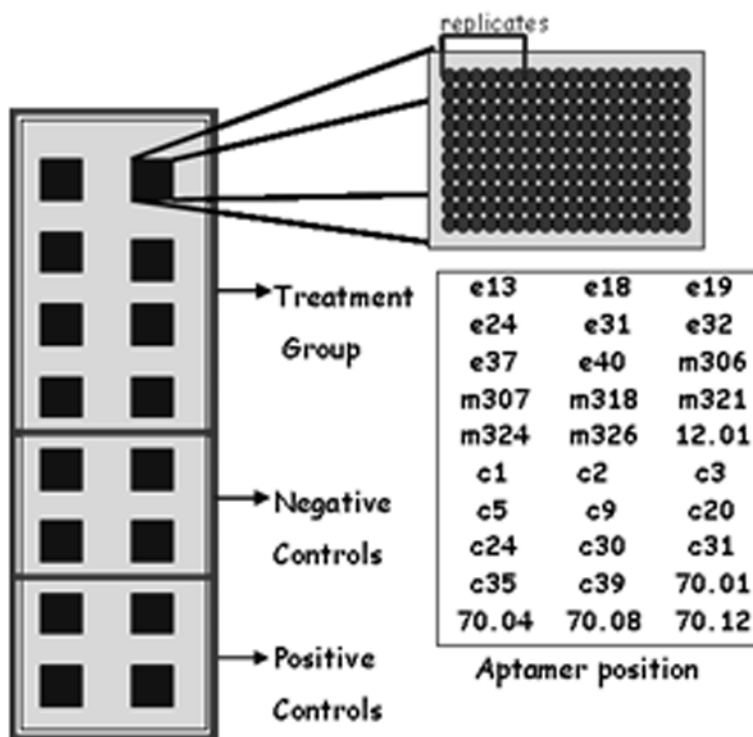 replicates
Treatment
Group
Negative
Controls
Positive
Controls
e13 e18 e19
e24 e31 e32
e37 e40 m306
m307 m318 m321
m324 m326 12.01
c1 c2 c3
c5 c9 c20
c24 c30 c31
c35 c39 70.01
70.04 70.08 70.12
Aptamer position